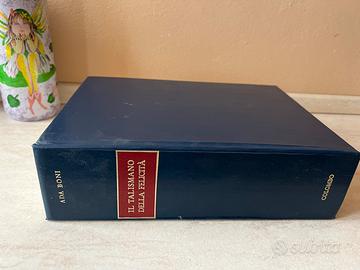 ADA BONI
IL TALISMANO
DELLA FELICITÀ
COLOMBO
subito